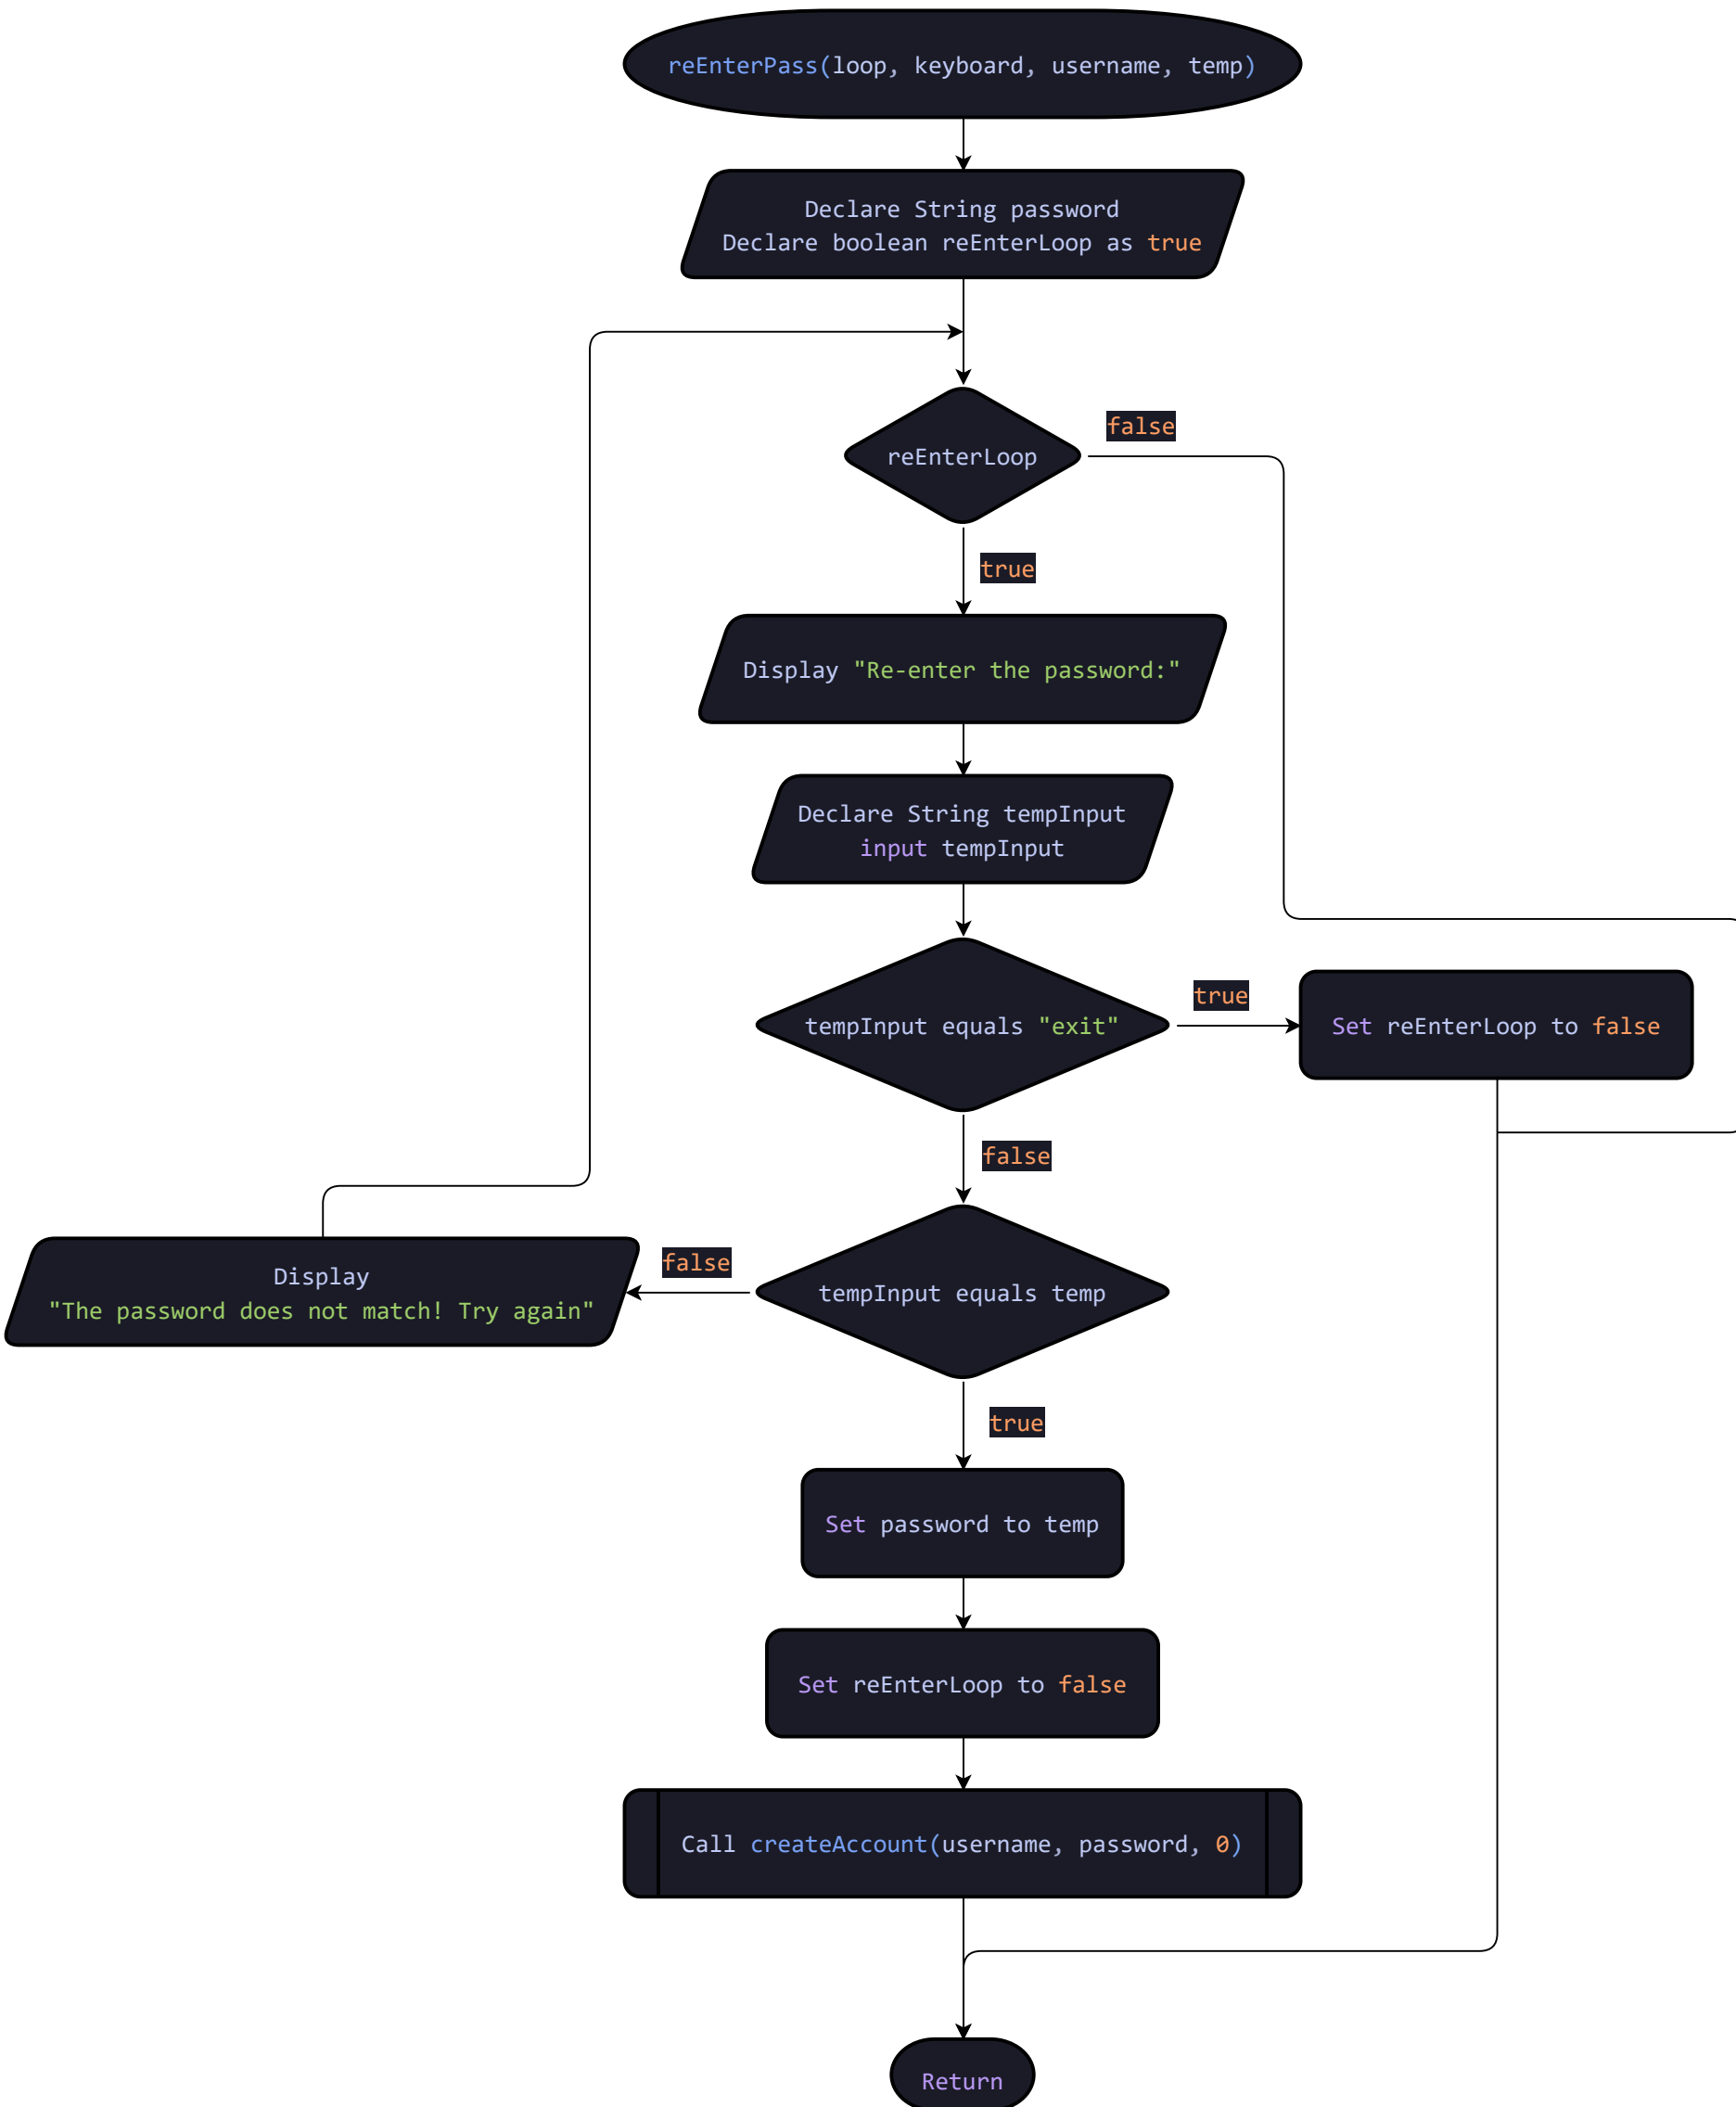 reEnterPass(loop, keyboard, username, temp)
Declare String password
Declare boolean reEnterLoop as true
false
reEnterLoop
true
Display "Re-enter the password:"
Declare String tempInput
input tempInput
true
tempInput equals "exit"
Set reEnterLoop to false
false
false
Display
"The password does not match! Try again"
tempInput equals temp
true
Set password to temp
Set reEnterLoop to false
Call createAccount(username, password, 0)
Return